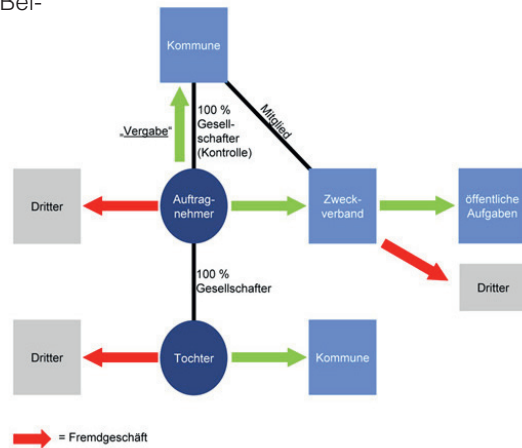 Bei-
Kommune
„Vergabe“
100 %
Gesell-
schafter
(Kontrolle)
Mitglied
Dritter
Auftrag-
nehmer
Zweck-
verband
öffentliche
Aufgaben
Dritter
100 %
Gesellschafter
Dritter
Tochter
Kommune
= Fremdgeschäft